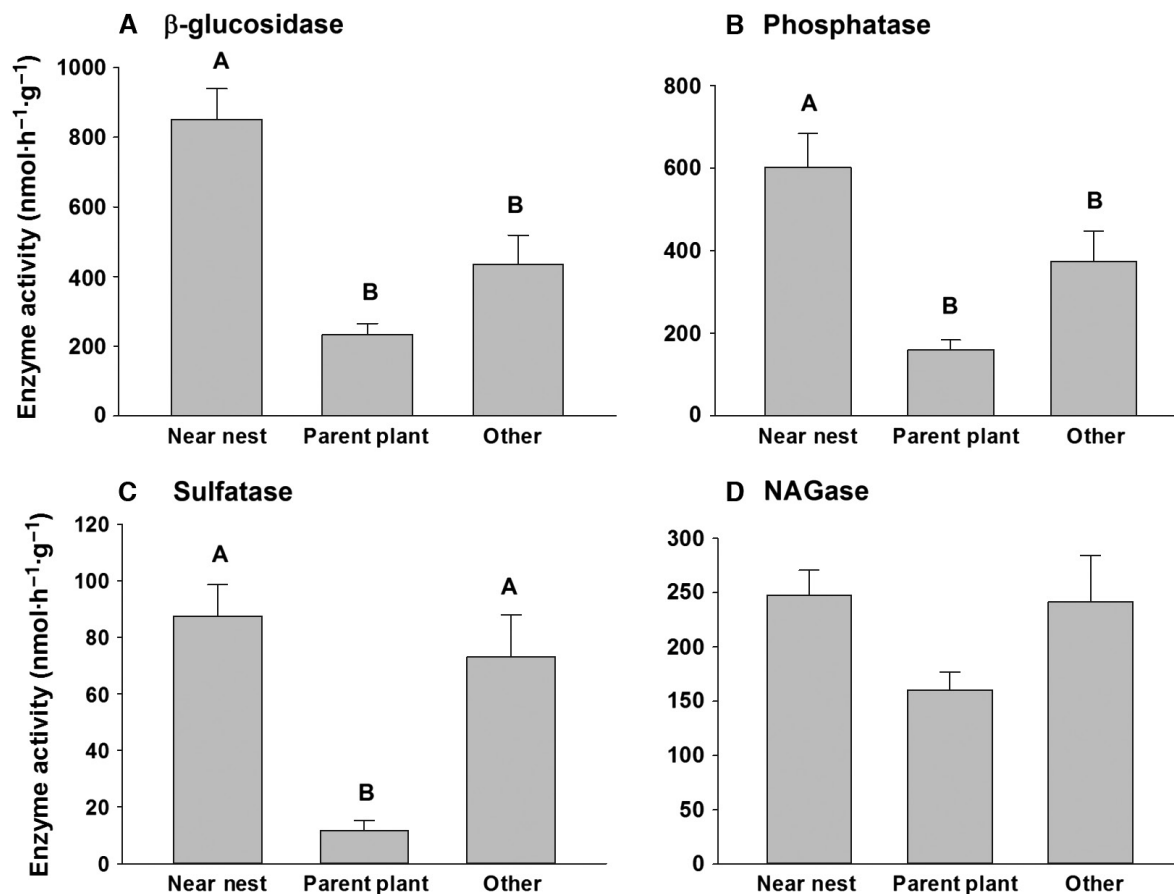 A β-glucosidase
Enzyme activity (nmol·h⁻¹·g⁻¹)
1000
800
600
400
200
0
A
B
B
Near nest Parent plant Other
B Phosphatase
800
600
400
200
0
A
B
B
Near nest Parent plant Other
C Sulfatase
Enzyme activity (nmol·h⁻¹·g⁻¹)
120
100
80
60
40
20
0
A
B
A
Near nest Parent plant Other
D NAGase
300
250
200
150
100
50
0
Near nest Parent plant Other